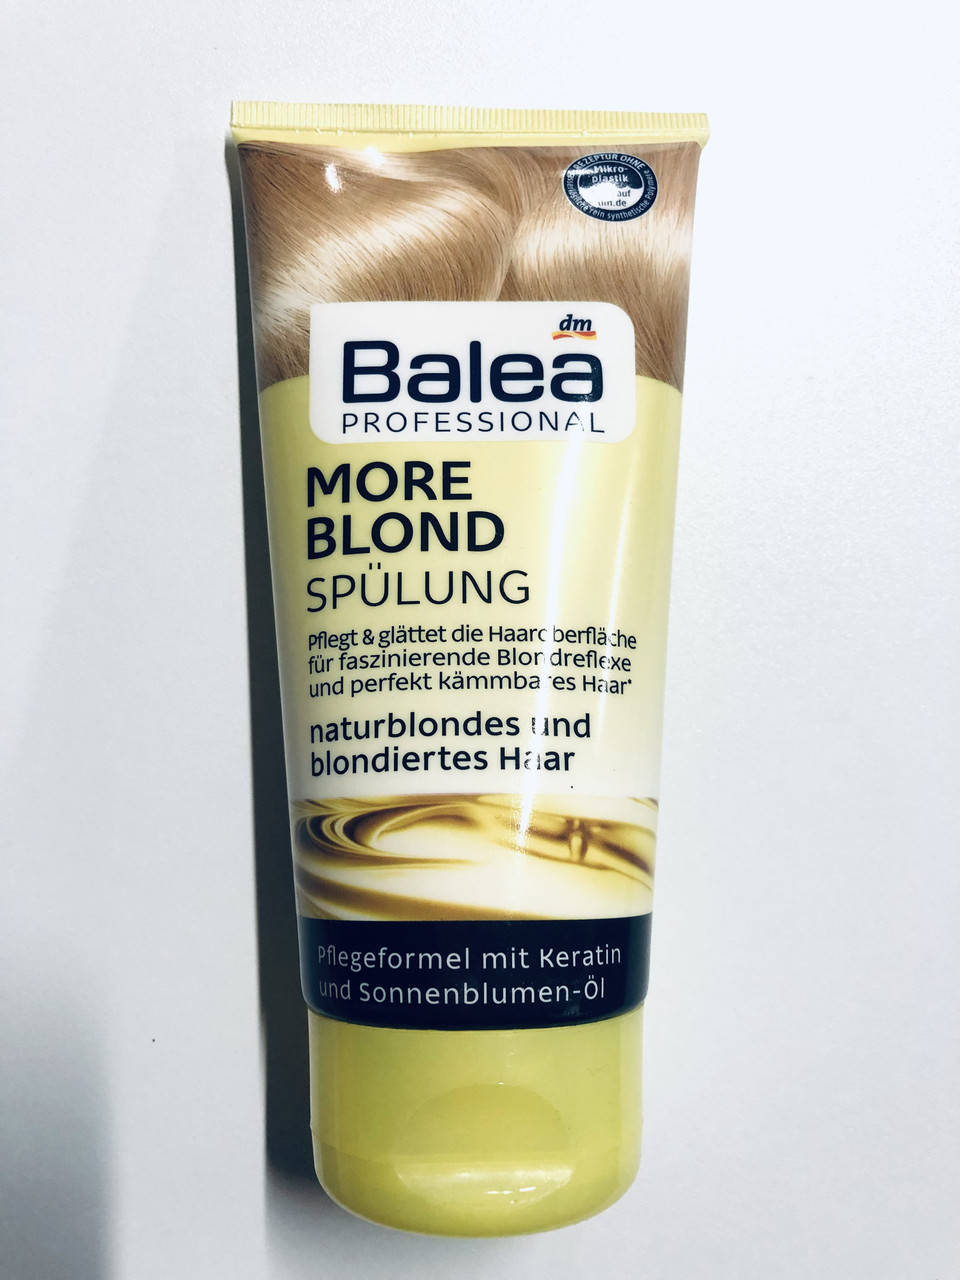 REZEPTUR OHNE
Mikro-
plastik
auf
dm
Balea
PROFESSIONAL
MORE
BLOND
SPÜLUNG
Pflegt & glättet die Haaroberfläche
für faszinierende Blondreflexe
und perfekt kämmbares Haar*
naturblondes und
blondiertes Haar
Pflegeformel mit Keratin
und Sonnenblumen-Öl